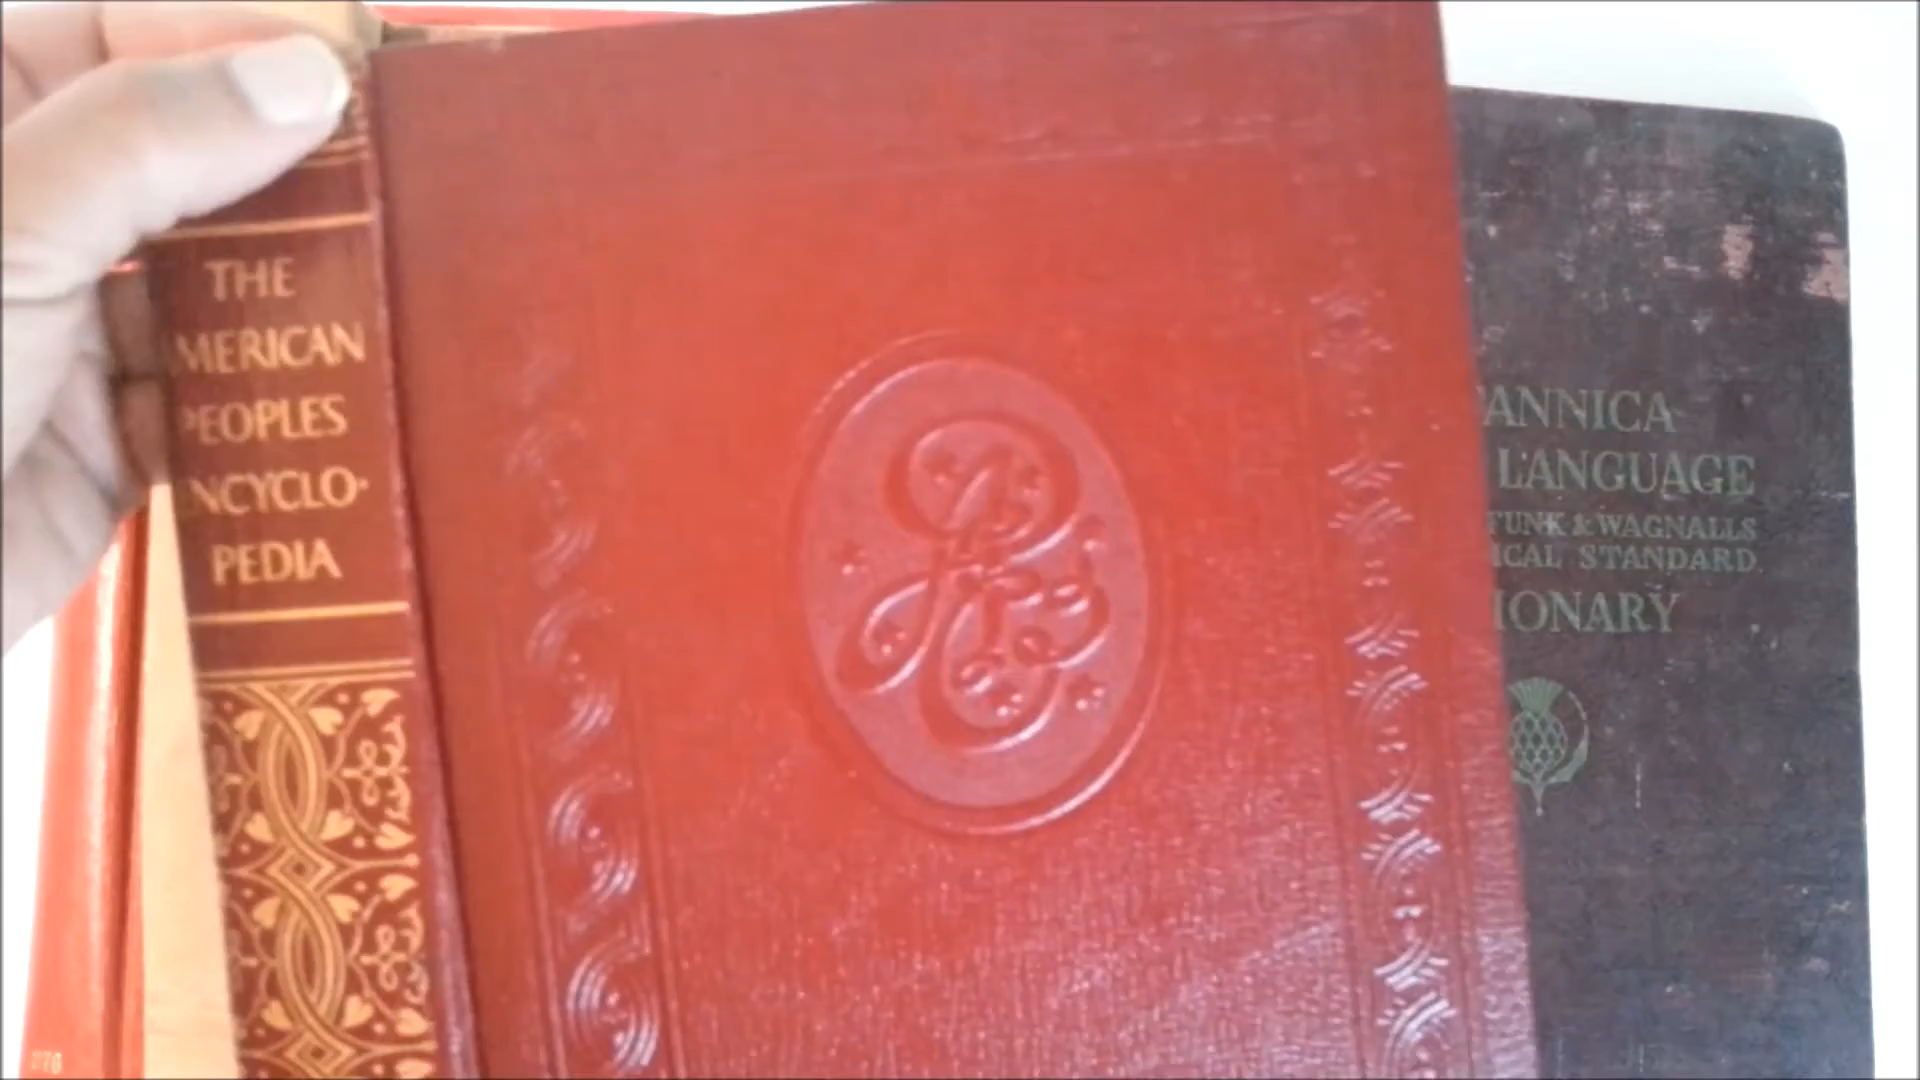 THE
MERICAN
PEOPLES
NCYCLO-
PEDIA
ANNICA
LANGUAGE
FUNK & WAGNALLS
ICAL STANDARD
IONARY